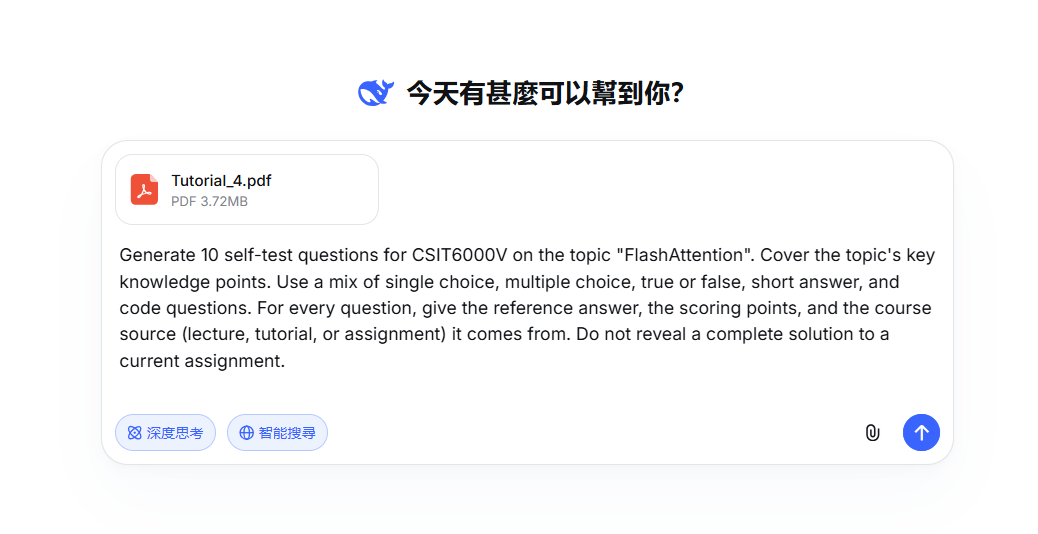 今天有甚麼可以幫到你?
Tutorial_4.pdf
PDF 3.72MB
Generate 10 self-test questions for CSIT6000V on the topic "FlashAttention". Cover the topic's key
knowledge points. Use a mix of single choice, multiple choice, true or false, short answer, and
code questions. For every question, give the reference answer, the scoring points, and the course
source (lecture, tutorial, or assignment) it comes from. Do not reveal a complete solution to a
current assignment.
深度思考
智能搜尋